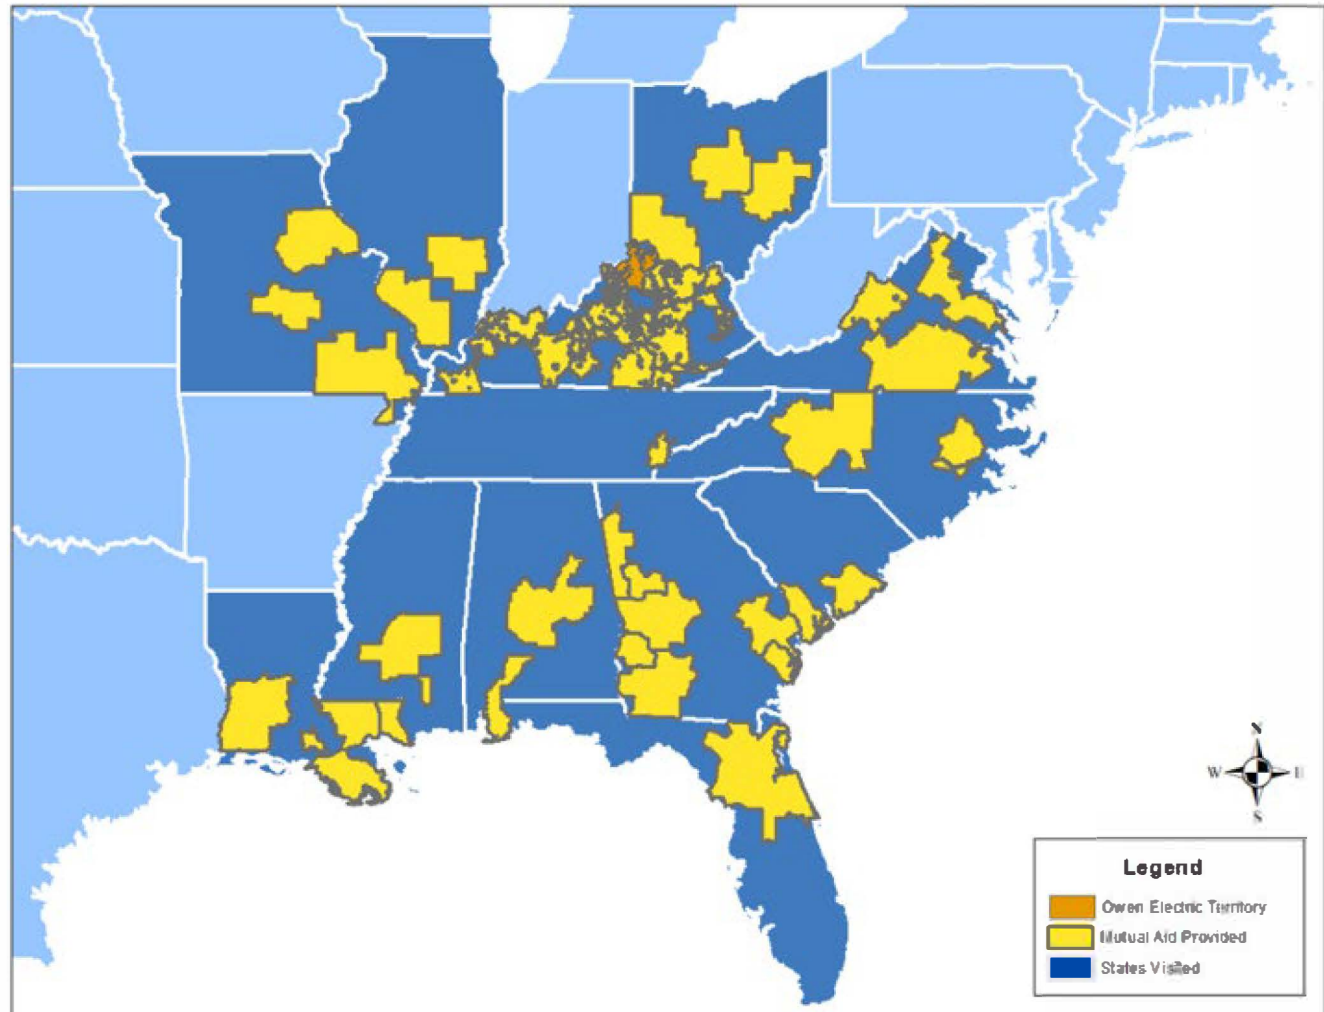 N
W
E
S
Legend
Owen Electric Territory
Mutual Aid Provided
States Visited